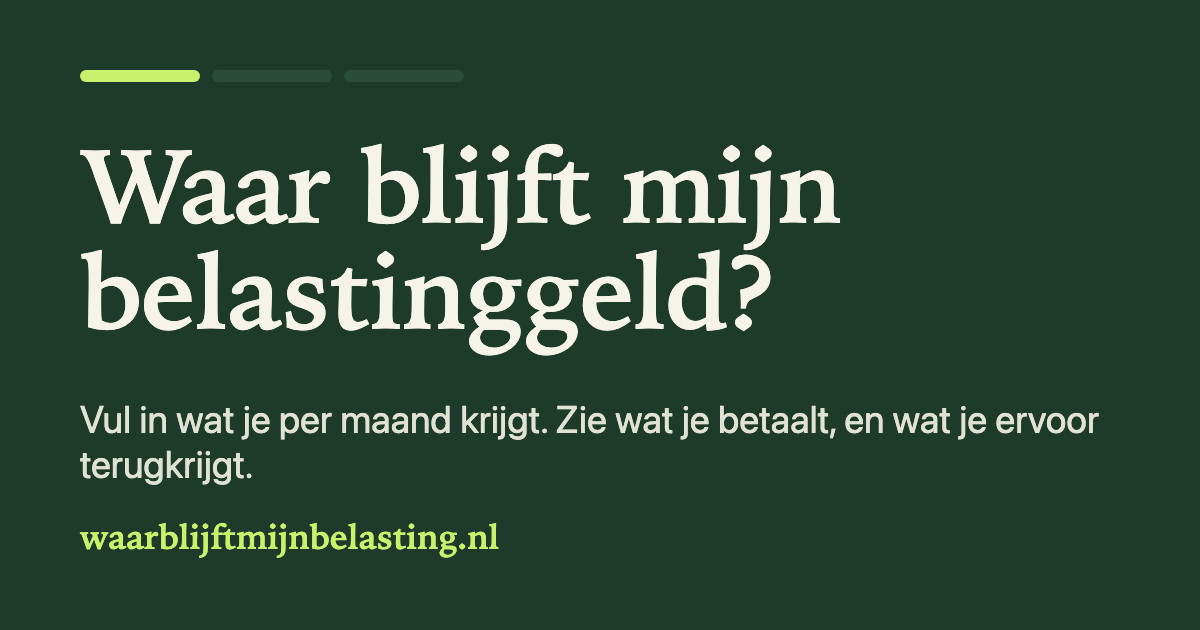 Waar blijft mijn
belastinggeld?
Vul in wat je per maand krijgt. Zie wat je betaalt, en wat je ervoor
terugkrijgt.
waarblijftmijnbelasting.nl